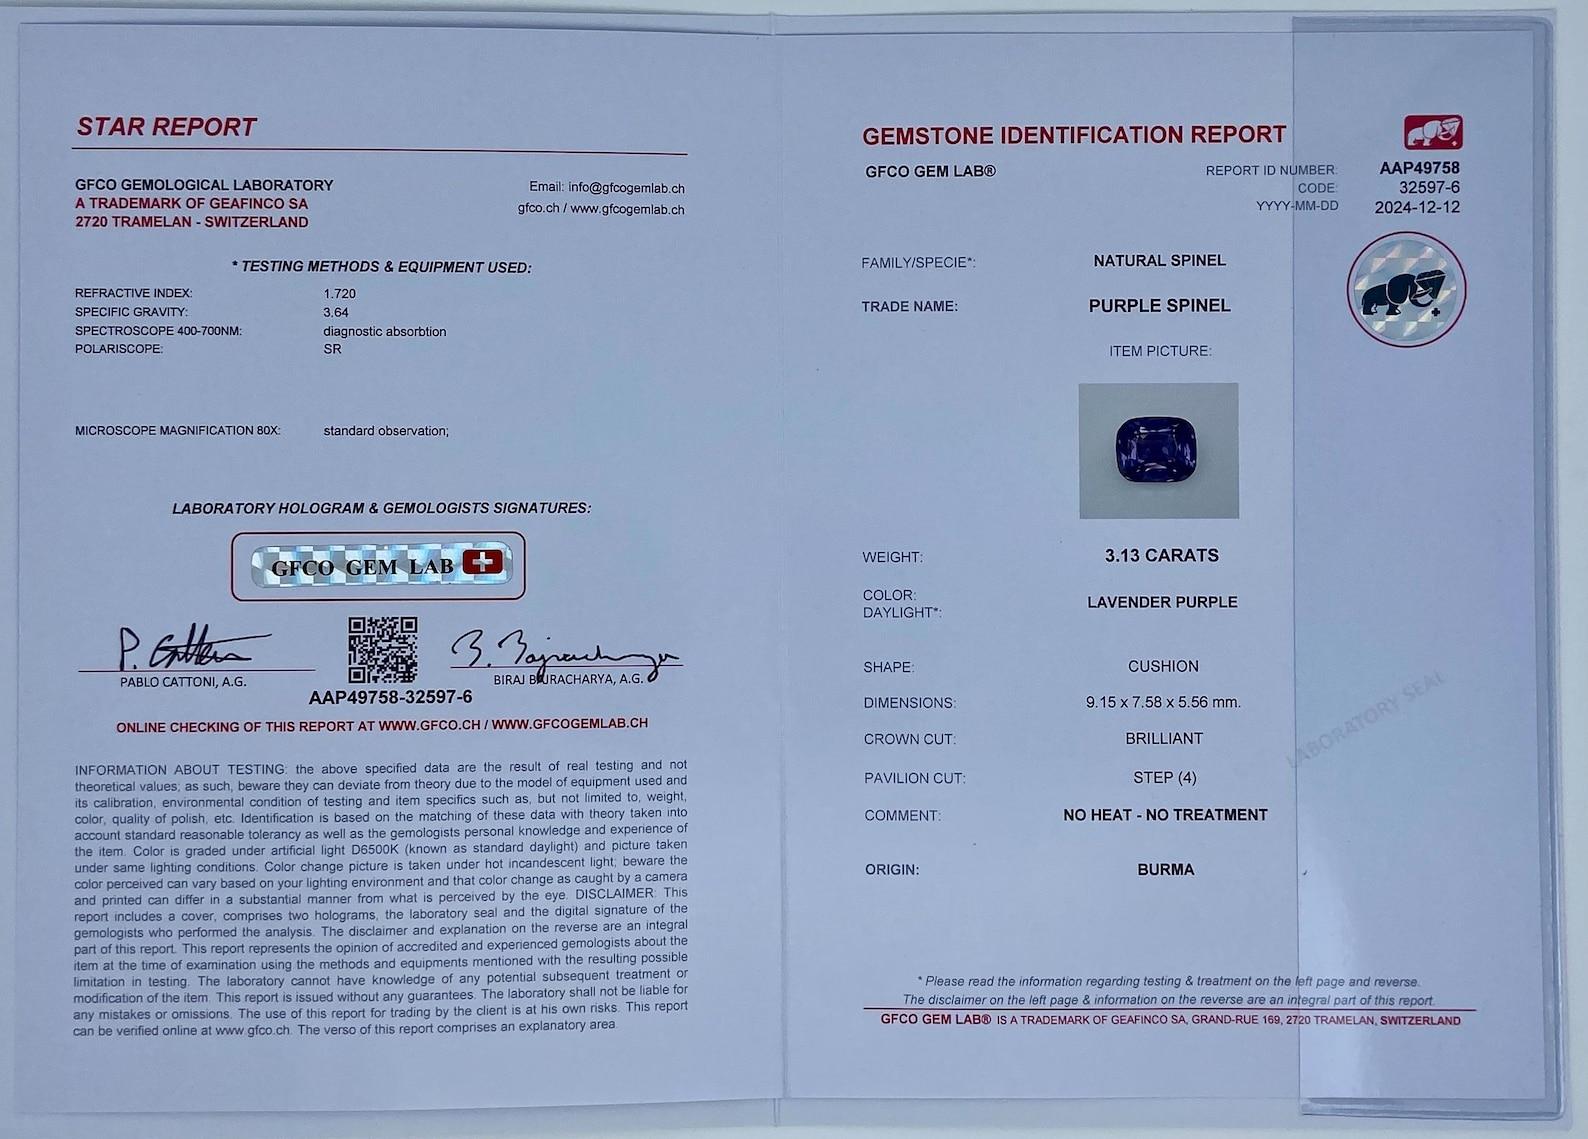 STAR REPORT
GFCO GEMOLOGICAL LABORATORY
A TRADEMARK OF GEAFINCO SA
2720 TRAMELAN - SWITZERLAND
Email: info@gfcogemlab.ch
gfco.ch / www.gfcogemlab.ch
* TESTING METHODS & EQUIPMENT USED:
REFRACTIVE INDEX: 1.720
SPECIFIC GRAVITY: 3.64
SPECTROSCOPE 400-700NM: diagnostic absorbtion
POLARISCOPE: SR
MICROSCOPE MAGNIFICATION 80X: standard observation;
LABORATORY HOLOGRAM & GEMOLOGISTS SIGNATURES:
GFCO GEM LAB
P. Cattoni B. Bajracharya
PABLO CATTONI, A.G. BIRAJ BAJRACHARYA, A.G.
AAP49758-32597-6
ONLINE CHECKING OF THIS REPORT AT WWW.GFCO.CH / WWW.GFCOGEMLAB.CH
INFORMATION ABOUT TESTING: the above specified data are the result of real testing and not
theoretical values; as such, beware they can deviate from theory due to the model of equipment used and
its calibration, environmental condition of testing and item specifics such as, but not limited to, weight,
color, quality of polish, etc. Identification is based on the matching of these data with theory taken into
account standard reasonable tolerancy as well as the gemologists personal knowledge and experience of
the item. Color is graded under artificial light D6500K (known as standard daylight) and picture taken
under same lighting conditions. Color change picture is taken under hot incandescent light; beware the
color perceived can vary based on your lighting environment and that color change as caught by a camera
and printed can differ in a substantial manner from what is perceived by the eye. DISCLAIMER: This
report includes a cover, comprises two holograms, the laboratory seal and the digital signature of the
gemologists who performed the analysis. The disclaimer and explanation on the reverse are an integral
part of this report. This report represents the opinion of accredited and experienced gemologists about the
item at the time of examination using the methods and equipments mentioned with the resulting possible
limitation in testing. The laboratory cannot have knowledge of any potential subsequent treatment or
modification of the item. This report is issued without any guarantees. The laboratory shall not be liable for
any mistakes or omissions. The use of this report for trading by the client is at his own risks. This report
can be verified online at www.gfco.ch. The verso of this report comprises an explanatory area.
GEMSTONE IDENTIFICATION REPORT
GFCO GEM LAB®
REPORT ID NUMBER: AAP49758
CODE: 32597-6
YYYY-MM-DD 2024-12-12
FAMILY/SPECIE*: NATURAL SPINEL
TRADE NAME: PURPLE SPINEL
ITEM PICTURE:
WEIGHT: 3.13 CARATS
COLOR:
DAYLIGHT*: LAVENDER PURPLE
SHAPE: CUSHION
DIMENSIONS: 9.15 x 7.58 x 5.56 mm.
CROWN CUT: BRILLIANT
PAVILION CUT: STEP (4)
COMMENT: NO HEAT - NO TREATMENT
ORIGIN: BURMA
LABORATORY SEAL
* Please read the information regarding testing & treatment on the left page and reverse.
The disclaimer on the left page & information on the reverse are an integral part of this report.
GFCO GEM LAB® IS A TRADEMARK OF GEAFINCO SA, GRAND-RUE 169, 2720 TRAMELAN, SWITZERLAND